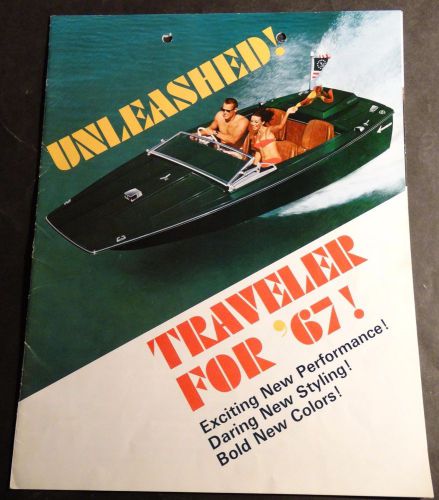 UNLEASHED!
TRAVELER
FOR '67!
Exciting New Performance!
Daring New Styling!
Bold New Colors!